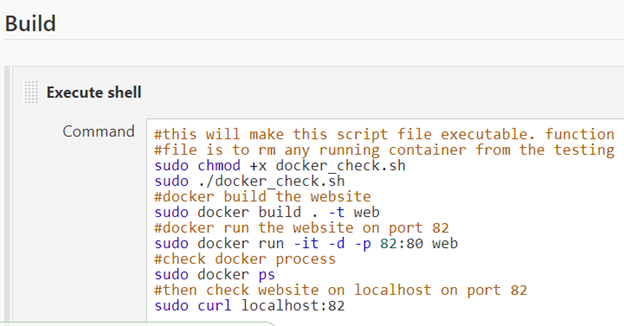 Build
Execute shell
Command
#this will make this script file executable. function
#file is to rm any running container from the testing
sudo chmod +x docker_check.sh
sudo ./docker_check.sh
#docker build the website
sudo docker build . -t web
#docker run the website on port 82
sudo docker run -it -d -p 82:80 web
#check docker process
sudo docker ps
#then check website on localhost on port 82
sudo curl localhost:82